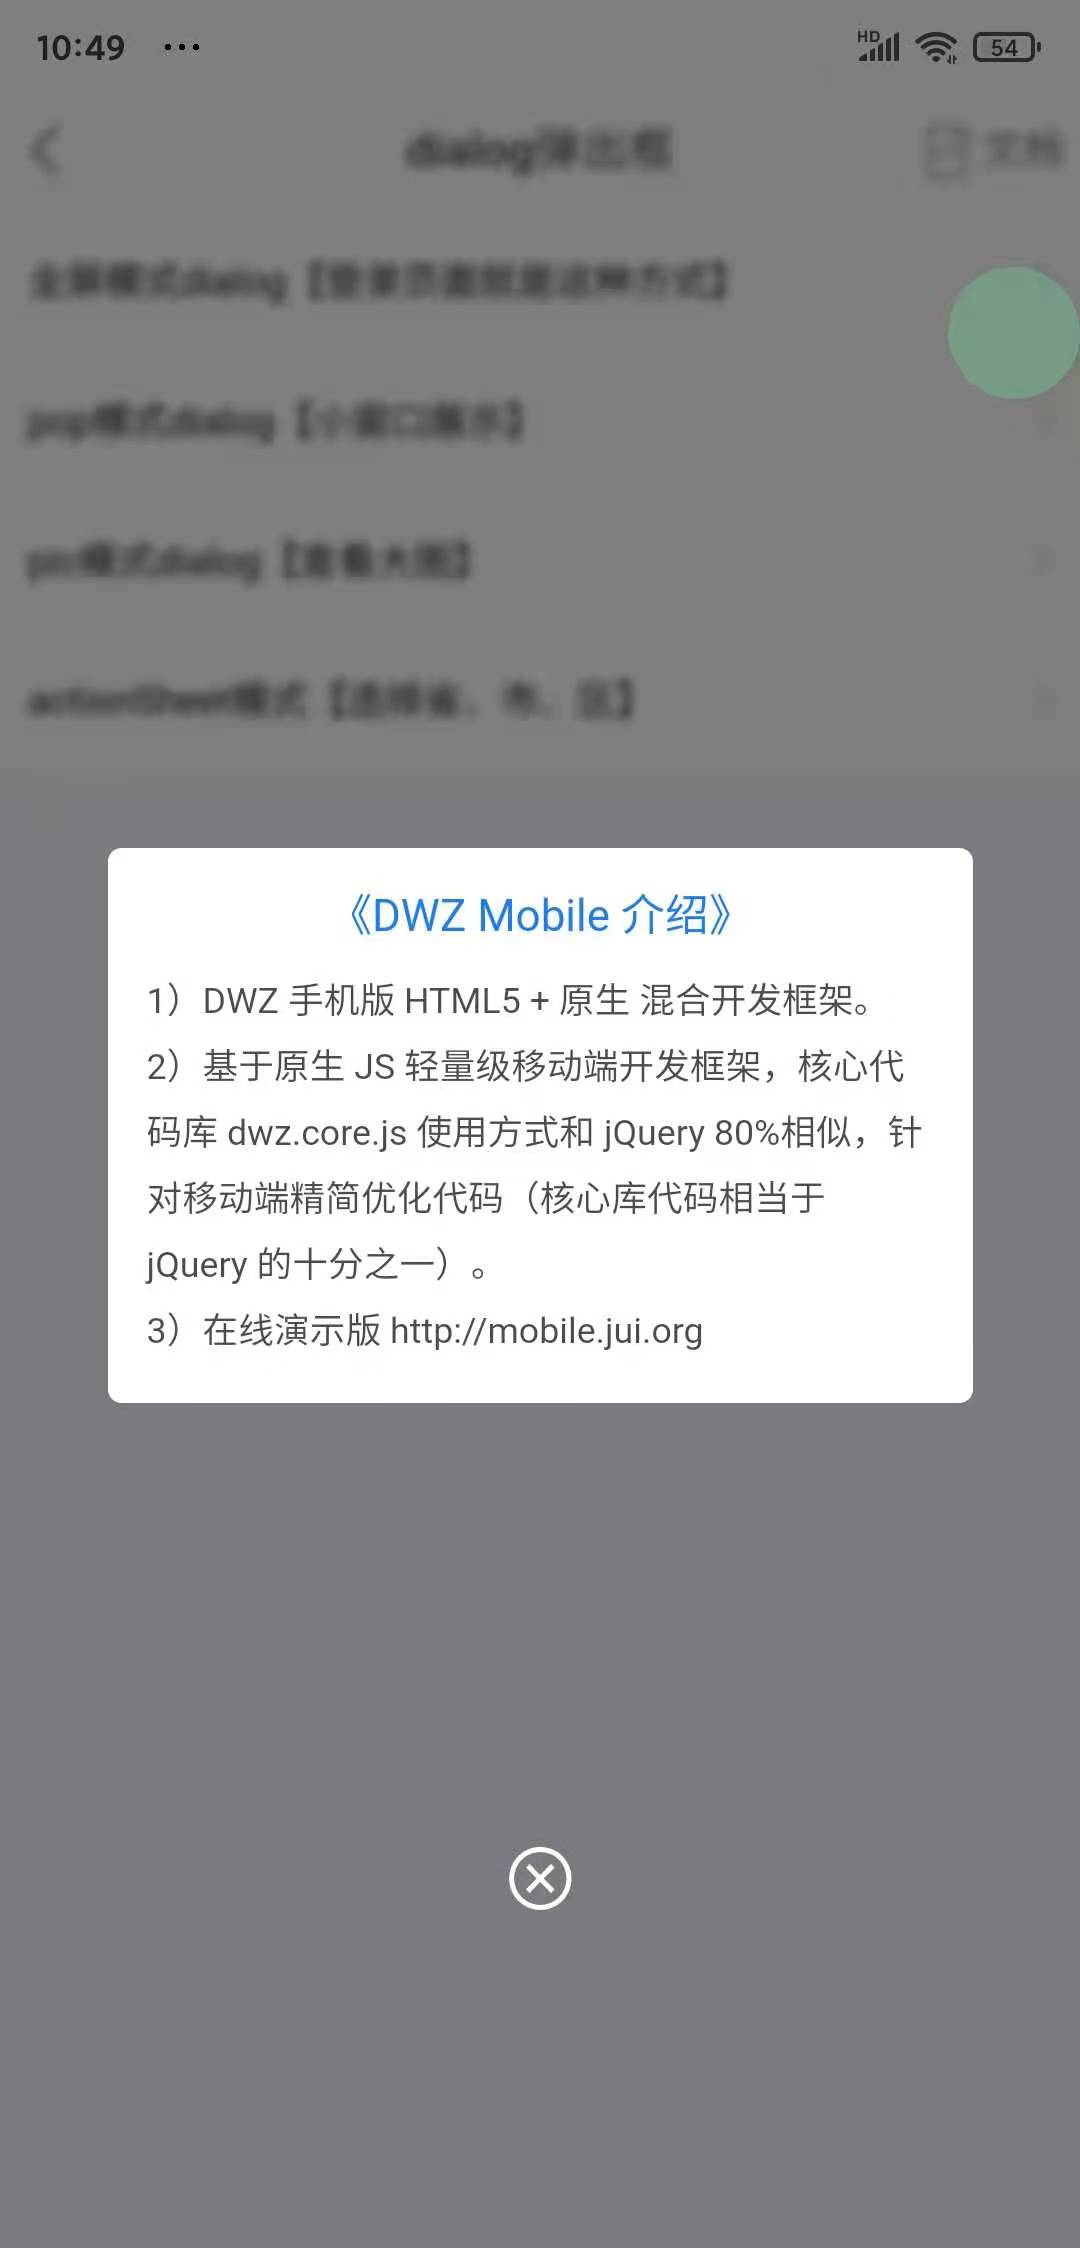 10:49
HD
54
dialog弹出框
文档
全屏模式dialog【登录页面就是这种方式】
pop模式dialog【小窗口展示】
pic模式dialog【查看大图】
actionSheet模式【选择省、市、区】
《DWZ Mobile 介绍》
1）DWZ 手机版 HTML5 + 原生 混合开发框架。
2）基于原生 JS 轻量级移动端开发框架，核心代
码库 dwz.core.js 使用方式和 jQuery 80%相似，针
对移动端精简优化代码（核心库代码相当于
jQuery 的十分之一）。
3）在线演示版 http://mobile.jui.org